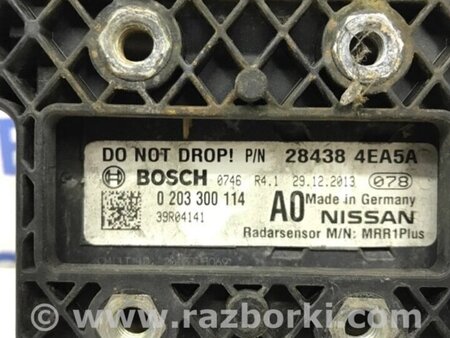 DO NOT DROP! P/N 28438 4EA5A
BOSCH 0746 R4.1 29.12.2013 078
0 203 300 114 A0 Made in Germany
39R04141 NISSAN
Radarsensor M/N: MRR1Plus
www.razborki.com